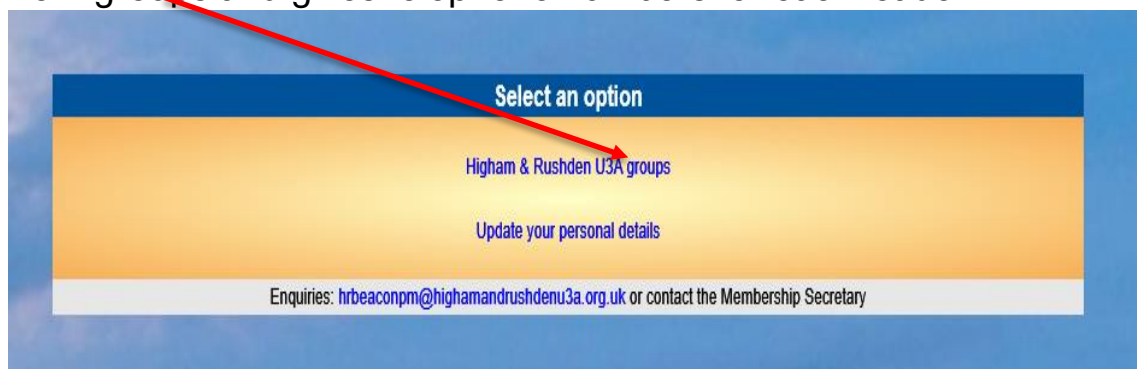 Select an option
Higham & Rushden U3A groups
Update your personal details
Enquiries: hrbeaconpm@highamandrushdenu3a.org.uk or contact the Membership Secretary